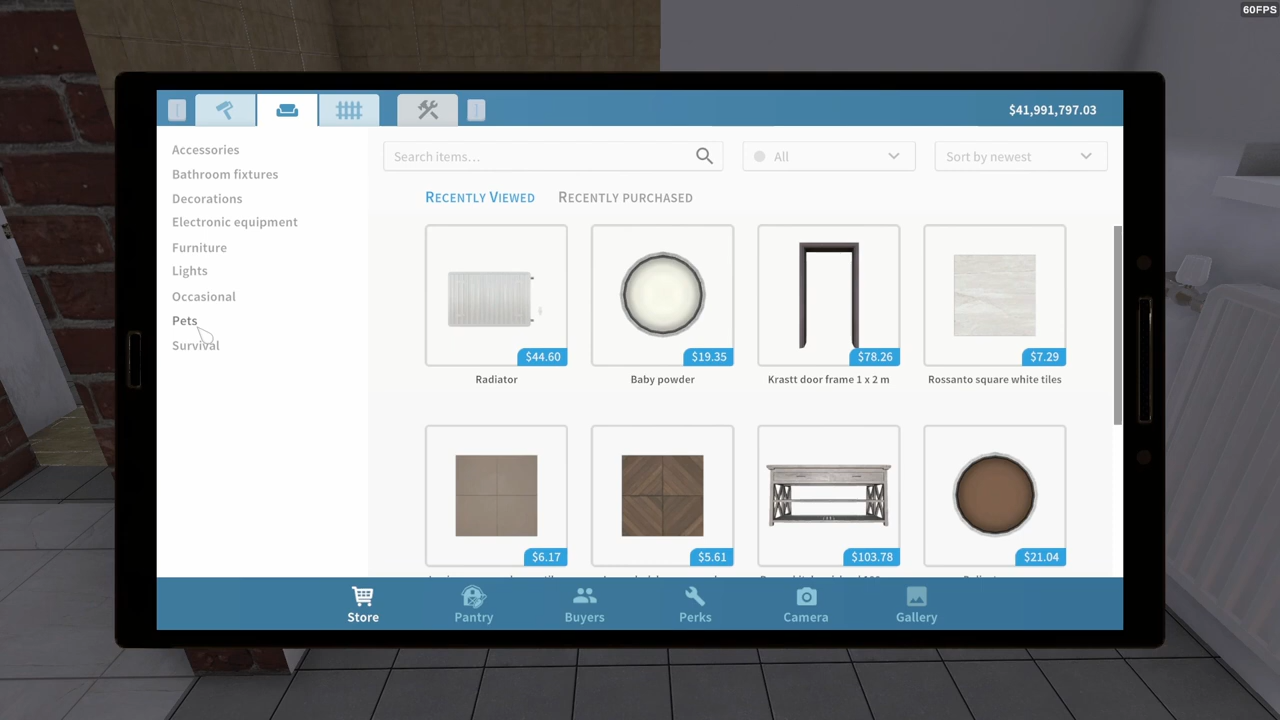 60FPS
$41,991,797.03
Accessories
Bathroom fixtures
Decorations
Electronic equipment
Furniture
Lights
Occasional
Pets
Survival
Search items...
All
Sort by newest
RECENTLY VIEWED
RECENTLY PURCHASED
$44.60
$19.35
$78.26
$7.29
Radiator
Baby powder
Krastt door frame 1 x 2 m
Rossanto square white tiles
$6.17
$5.61
$103.78
$21.04
Store
Pantry
Buyers
Perks
Camera
Gallery